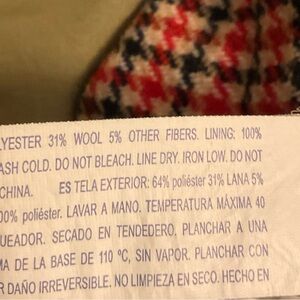 LYESTER 31% WOOL 5% OTHER FIBERS. LINING: 100%
ASH COLD. DO NOT BLEACH. LINE DRY. IRON LOW. DO NOT
CHINA. ES TELA EXTERIOR: 64% poliéster 31% LANA 5%
00% poliéster. LAVAR A MANO. TEMPERATURA MÁXIMA 40
QUEADOR. SECADO EN TENDEDERO. PLANCHAR A UNA
MA DE LA BASE DE 110 ºC, SIN VAPOR. PLANCHAR CON
R DAÑO IRREVERSIBLE. NO LIMPIEZA EN SECO. HECHO EN